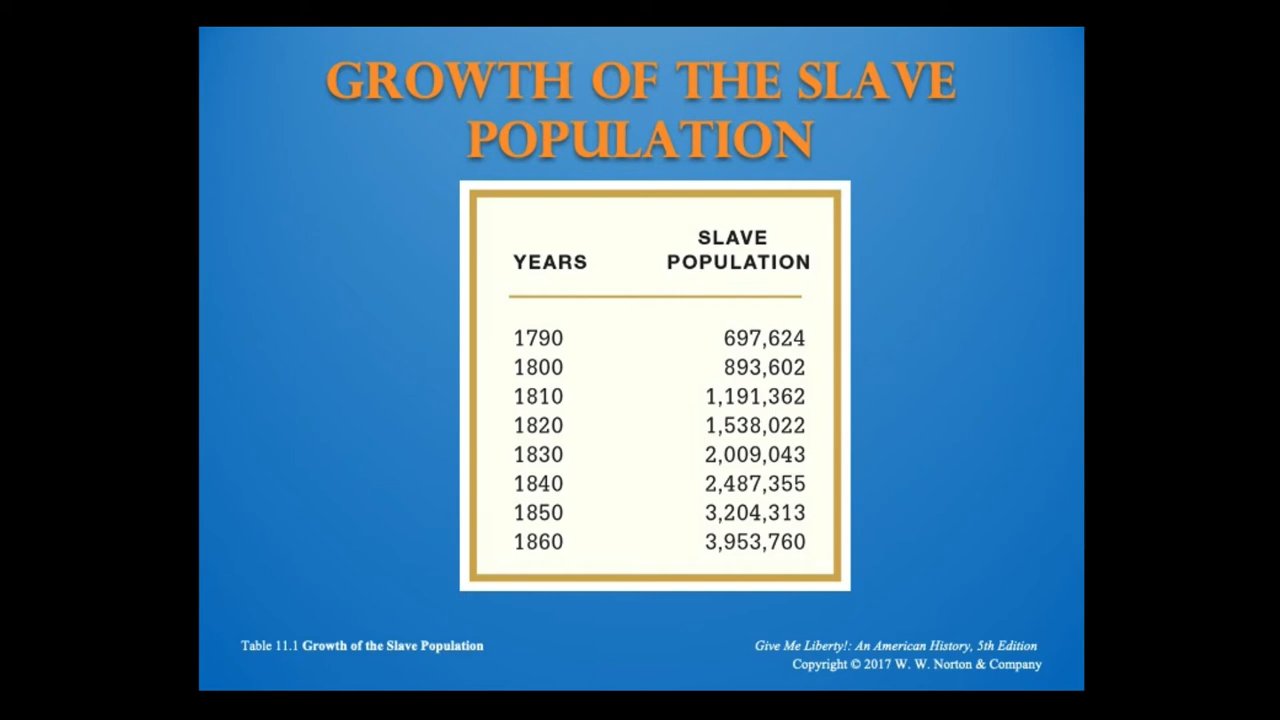 GROWTH OF THE SLAVE
POPULATION
YEARS SLAVE POPULATION
1790 697,624
1800 893,602
1810 1,191,362
1820 1,538,022
1830 2,009,043
1840 2,487,355
1850 3,204,313
1860 3,953,760
Table 11.1 Growth of the Slave Population
Give Me Liberty!: An American History, 5th Edition
Copyright © 2017 W. W. Norton & Company